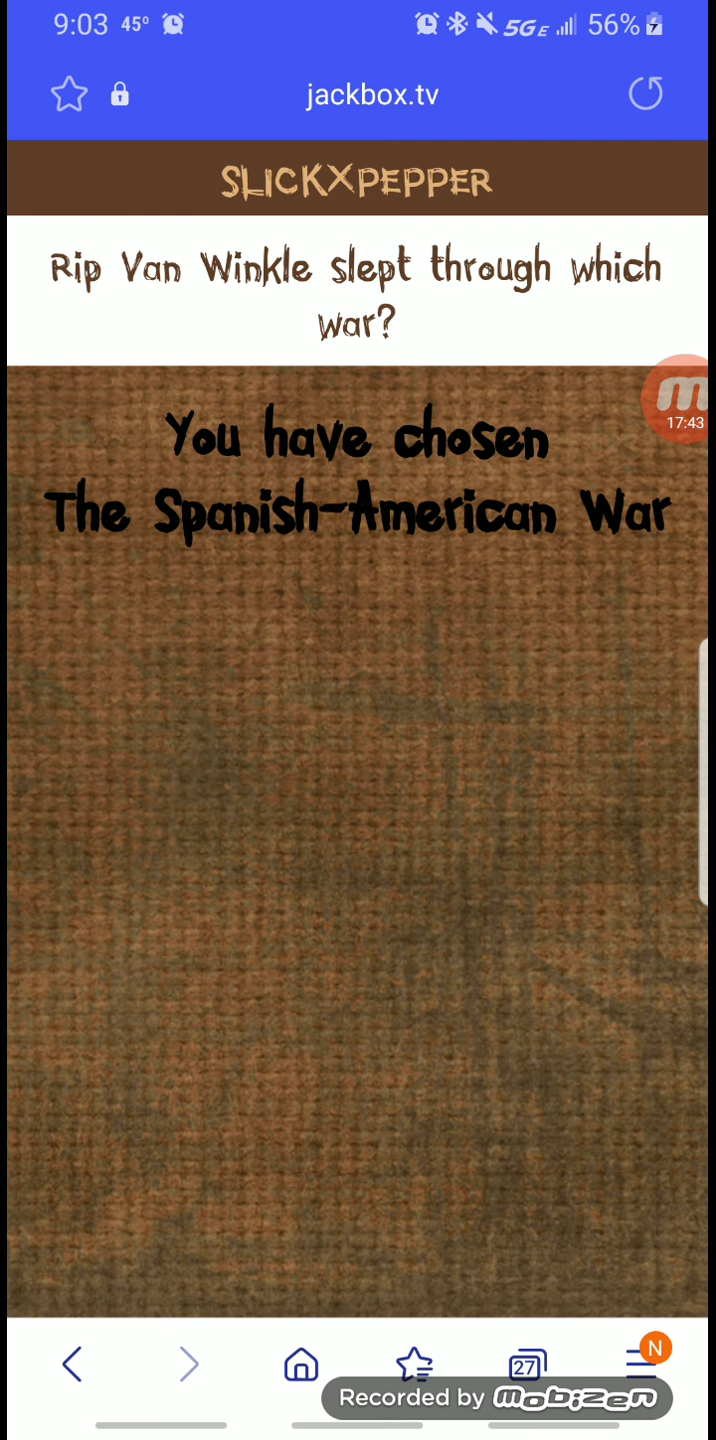 9:03 45° 5GE 56%
jackbox.tv
SLICKXPEPPER
Rip Van Winkle slept through which
war?
17:43
You have chosen
The Spanish-American War
27 N
Recorded by mobizen